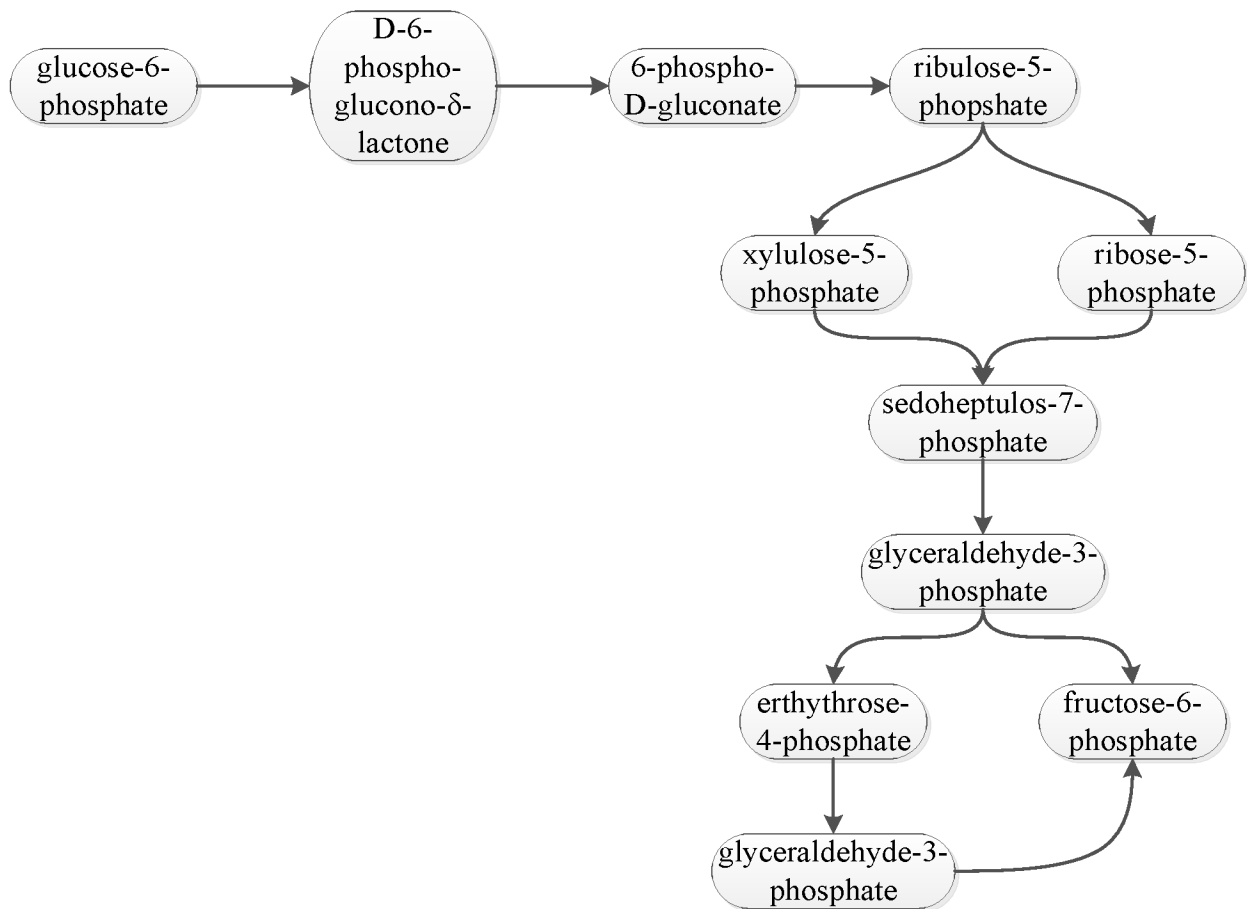 glucose-6-
phosphate
D-6-
phospho-
glucono-δ-
lactone
6-phospho-
D-gluconate
ribulose-5-
phopshate
xylulose-5-
phosphate
ribose-5-
phosphate
sedoheptulos-7-
phosphate
glyceraldehyde-3-
phosphate
erthythrose-
4-phosphate
fructose-6-
phosphate
glyceraldehyde-3-
phosphate